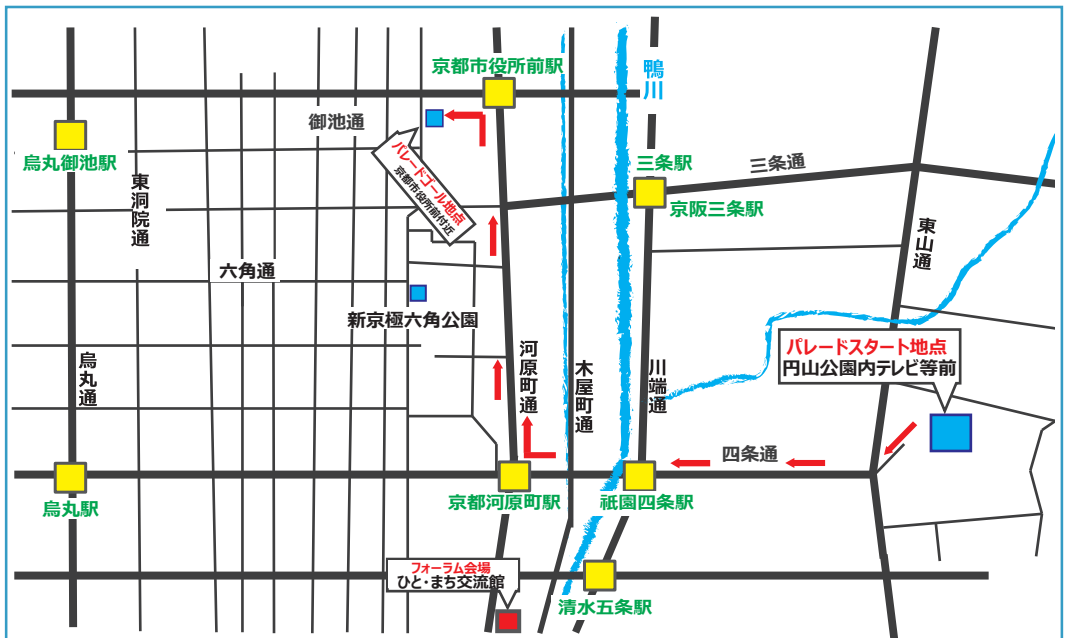 京都市役所前駅
鴨川
御池通
烏丸御池駅
パレードゴール地点
京都市役所前付近
三条駅
三条通
京阪三条駅
東洞院通
東山通
六角通
新京極六角公園
パレードスタート地点
円山公園内テレビ等前
河原町通
木屋町通
川端通
烏丸通
四条通
烏丸駅
京都河原町駅
祇園四条駅
フォーラム会場
ひと・まち交流館
清水五条駅